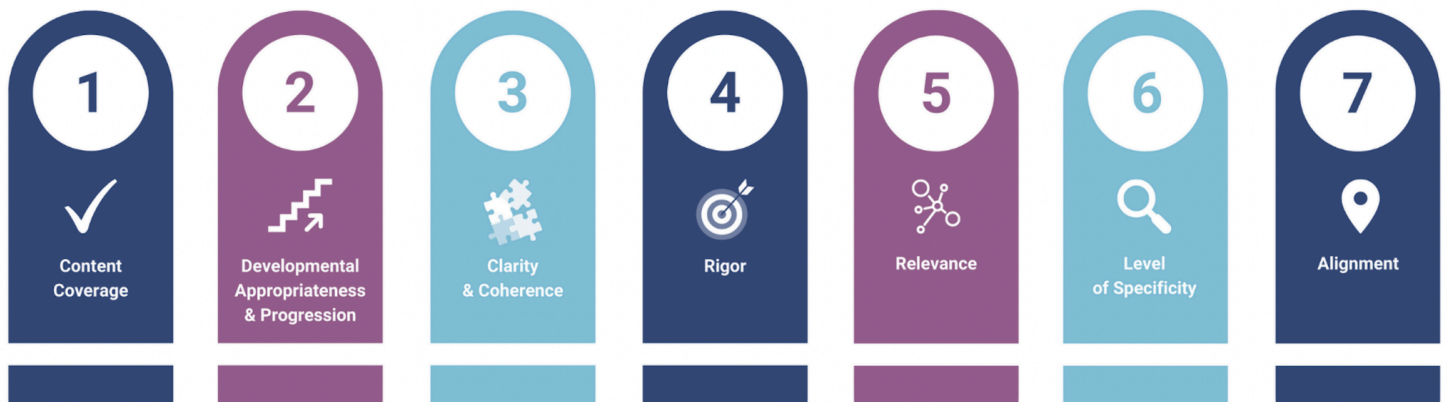 1
Content
Coverage
2
Developmental
Appropriateness
& Progression
3
Clarity
& Coherence
4
Rigor
5
Relevance
6
Level
of Specificity
7
Alignment